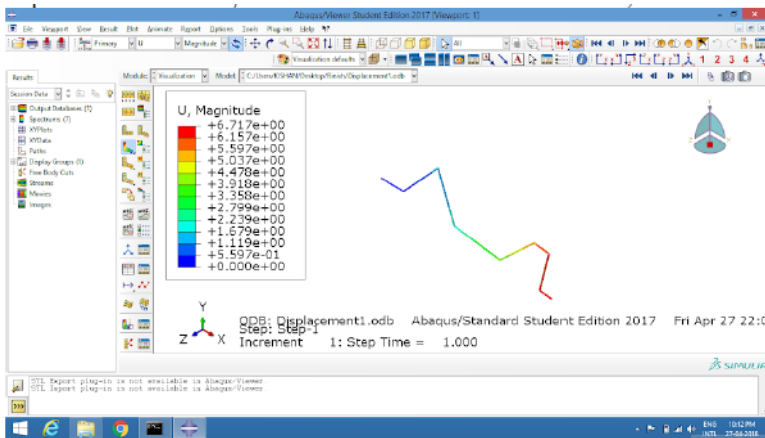 Abaqus/Viewer Student Edition 2017 [Viewport: 1]
File Viewport View Result Plot Animate Report Options Tools Plug-ins Help
Primary U Magnitude All
Visualization defaults 1 2 3 4
Results Module: Visualization Model: C:/Users/KISHAN/Desktop/Finals/Displacement1.odb
Session Data
Output Databases (1)
Spectrums (7)
XYPlots
XYData
Paths
Display Groups (1)
Free Body Cuts
Streams
Movies
Images
U, Magnitude
+6.717e+00
+6.157e+00
+5.597e+00
+5.037e+00
+4.478e+00
+3.918e+00
+3.358e+00
+2.799e+00
+2.239e+00
+1.679e+00
+1.119e+00
+5.597e-01
+0.000e+00
Y
Z X
ODB: Displacement1.odb Abaqus/Standard Student Edition 2017 Fri Apr 27 22:0
Step: Step-1
Increment 1: Step Time = 1.000
SIMULIA
STL Export plug-in is not available in Abaqus/Viewer
STL Import plug-in is not available in Abaqus/Viewer
>>>
ENG 10:12 PM
INTL 27-04-2018